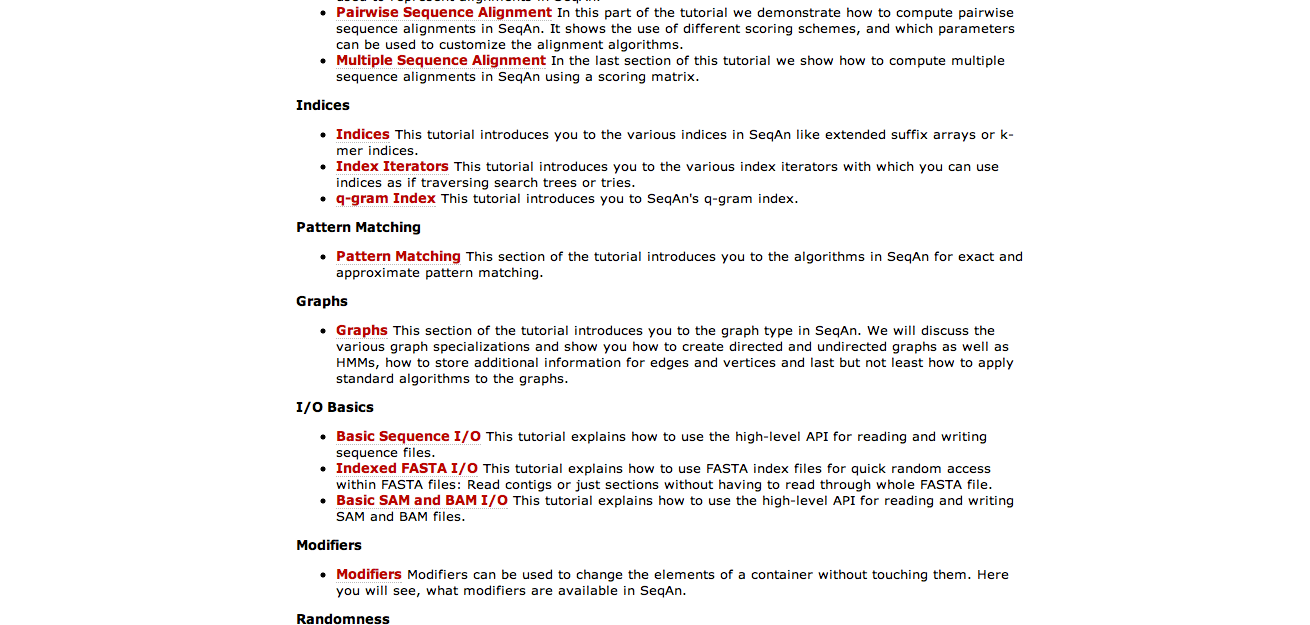 used to represent alignments in SeqAn.
Pairwise Sequence Alignment In this part of the tutorial we demonstrate how to compute pairwise
sequence alignments in SeqAn. It shows the use of different scoring schemes, and which parameters
can be used to customize the alignment algorithms.
Multiple Sequence Alignment In the last section of this tutorial we show how to compute multiple
sequence alignments in SeqAn using a scoring matrix.
Indices
Indices This tutorial introduces you to the various indices in SeqAn like extended suffix arrays or k-
mer indices.
Index Iterators This tutorial introduces you to the various index iterators with which you can use
indices as if traversing search trees or tries.
q-gram Index This tutorial introduces you to SeqAn's q-gram index.
Pattern Matching
Pattern Matching This section of the tutorial introduces you to the algorithms in SeqAn for exact and
approximate pattern matching.
Graphs
Graphs This section of the tutorial introduces you to the graph type in SeqAn. We will discuss the
various graph specializations and show you how to create directed and undirected graphs as well as
HMMs, how to store additional information for edges and vertices and last but not least how to apply
standard algorithms to the graphs.
I/O Basics
Basic Sequence I/O This tutorial explains how to use the high-level API for reading and writing
sequence files.
Indexed FASTA I/O This tutorial explains how to use FASTA index files for quick random access
within FASTA files: Read contigs or just sections without having to read through whole FASTA file.
Basic SAM and BAM I/O This tutorial explains how to use the high-level API for reading and writing
SAM and BAM files.
Modifiers
Modifiers Modifiers can be used to change the elements of a container without touching them. Here
you will see, what modifiers are available in SeqAn.
Randomness